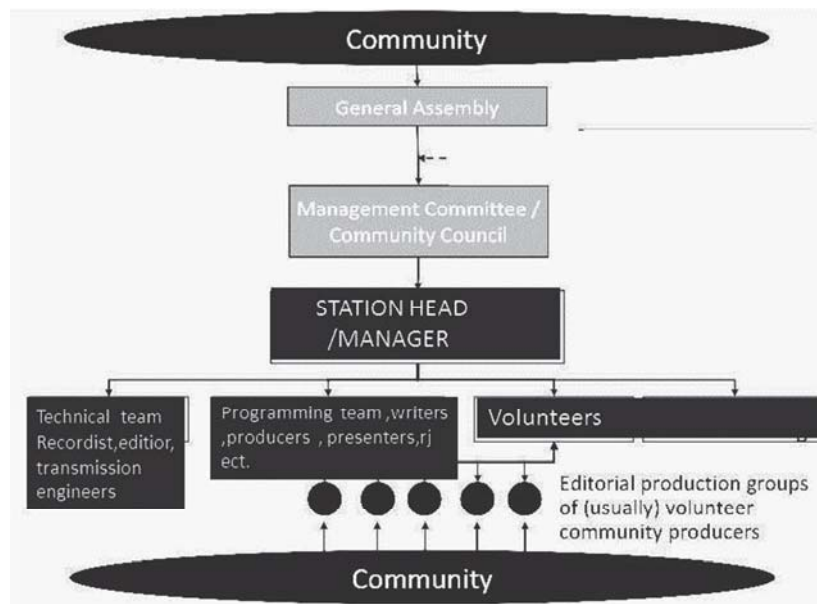 Community
General Assembly
Management Committee /
Community Council
STATION HEAD
/MANAGER
Technical team
Recordist,editior,
transmission
engineers
Programming team ,writers
,producers , presenters,rj
ect.
Volunteers
Editorial production groups
of (usually) volunteer
community producers
Community